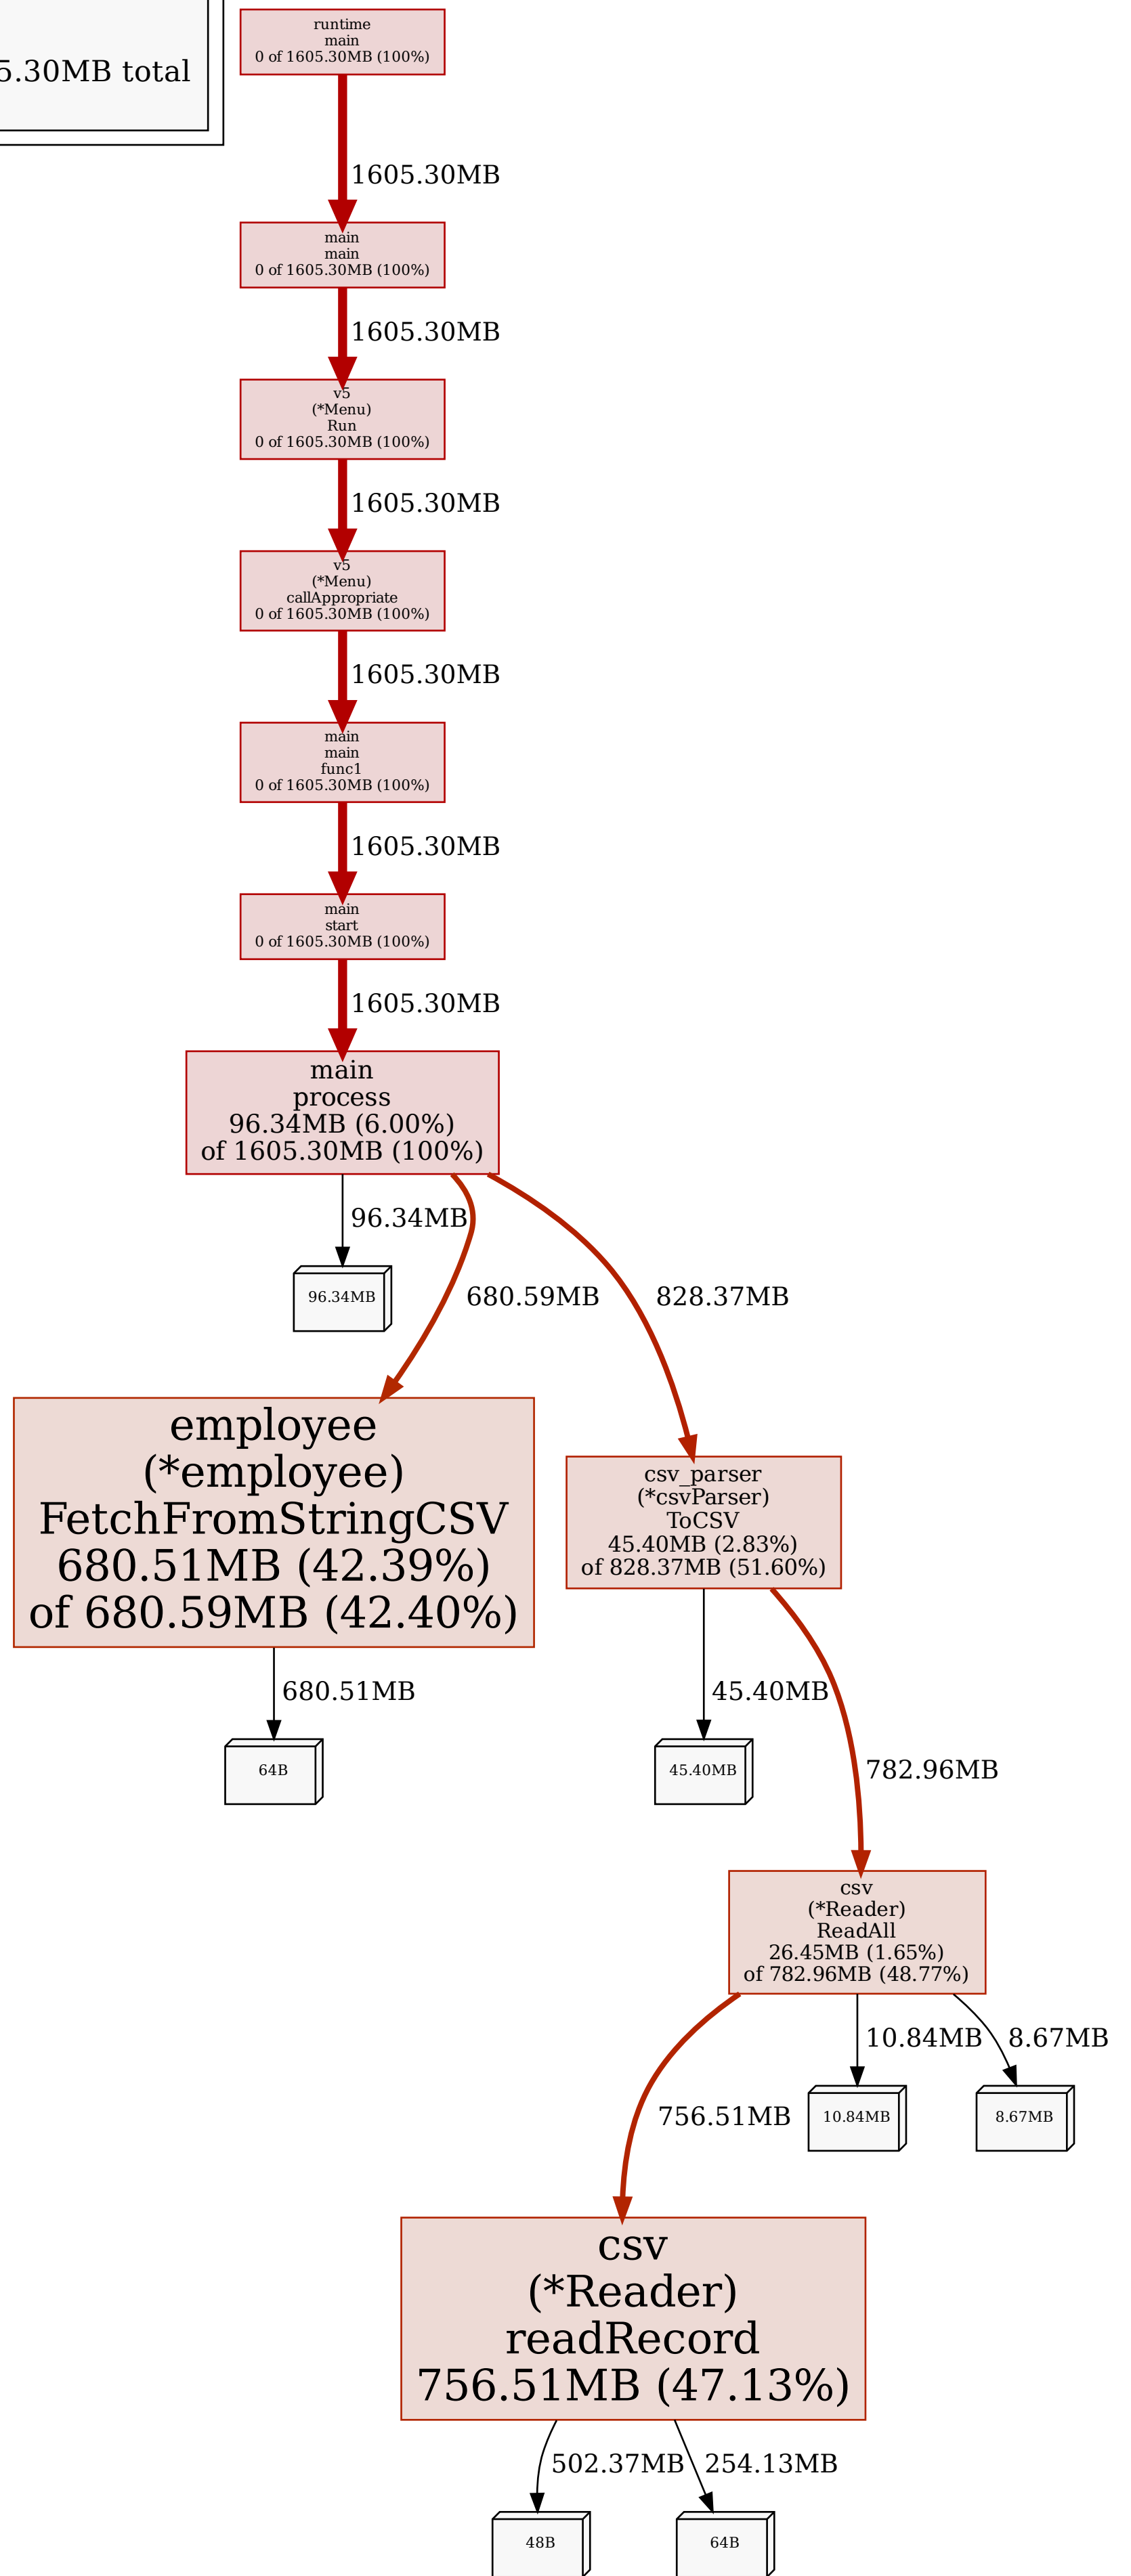 5.30MB total
runtime
main
0 of 1605.30MB (100%)
1605.30MB
main
main
0 of 1605.30MB (100%)
1605.30MB
v5
(*Menu)
Run
0 of 1605.30MB (100%)
1605.30MB
v5
(*Menu)
callAppropriate
0 of 1605.30MB (100%)
1605.30MB
main
main
func1
0 of 1605.30MB (100%)
1605.30MB
main
start
0 of 1605.30MB (100%)
1605.30MB
main
process
96.34MB (6.00%)
of 1605.30MB (100%)
96.34MB
96.34MB
680.59MB
828.37MB
employee
(*employee)
FetchFromStringCSV
680.51MB (42.39%)
of 680.59MB (42.40%)
csv_parser
(*csvParser)
ToCSV
45.40MB (2.83%)
of 828.37MB (51.60%)
680.51MB
64B
45.40MB
45.40MB
782.96MB
csv
(*Reader)
ReadAll
26.45MB (1.65%)
of 782.96MB (48.77%)
10.84MB
8.67MB
756.51MB
10.84MB
8.67MB
csv
(*Reader)
readRecord
756.51MB (47.13%)
502.37MB
254.13MB
48B
64B